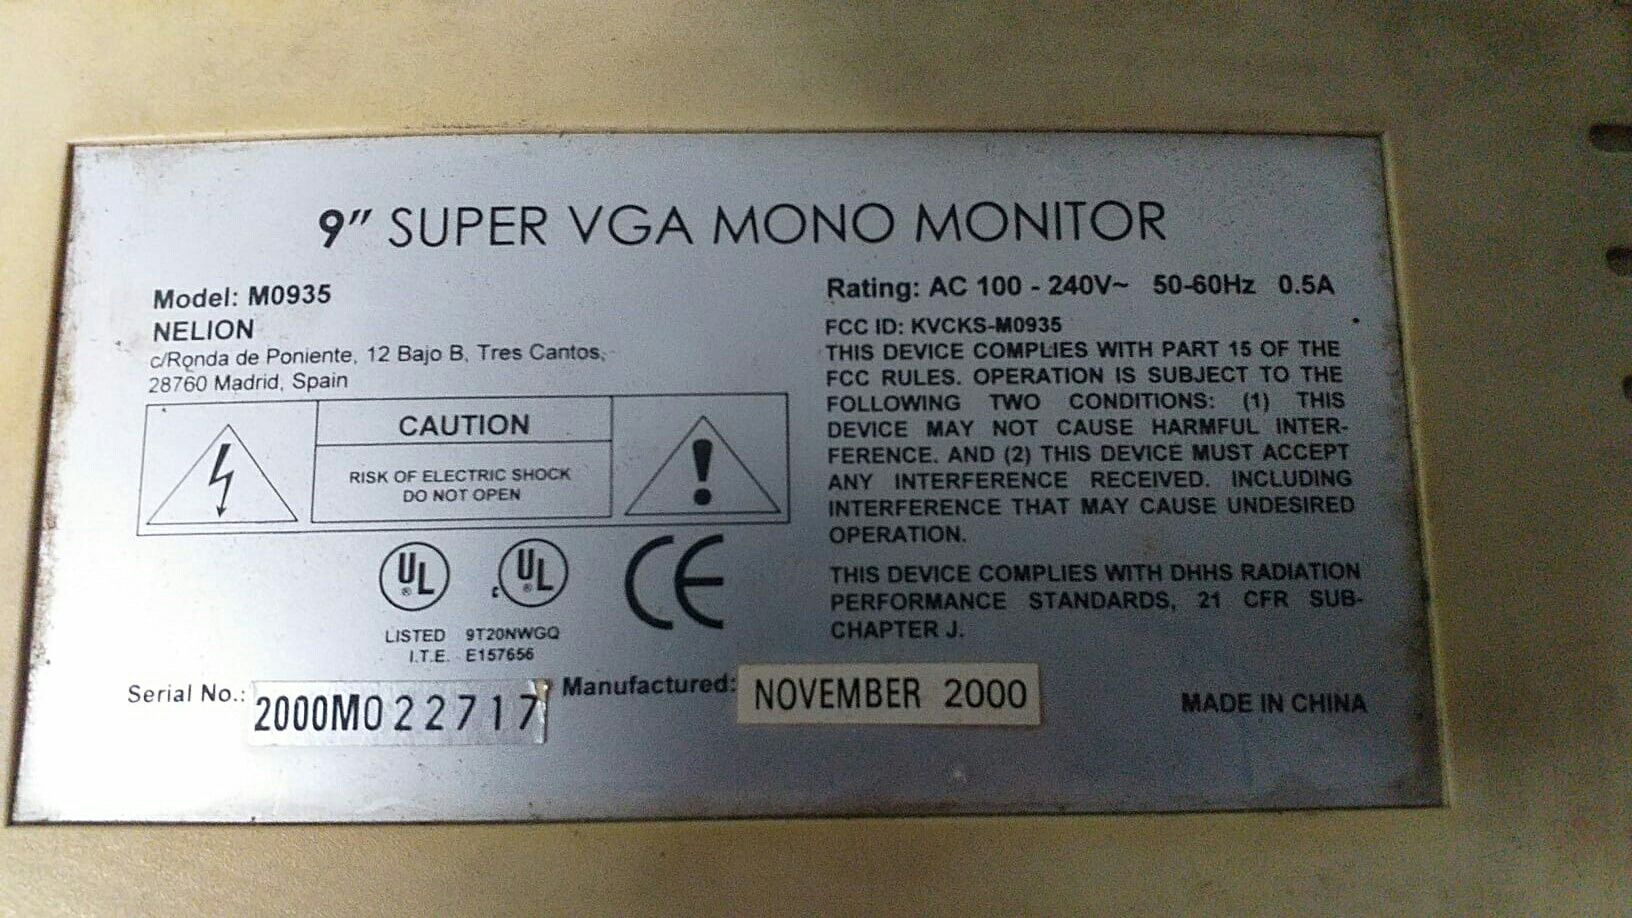 9" SUPER VGA MONO MONITOR
Model: M0935
NELION
c/Ronda de Poniente, 12 Bajo B, Tres Cantos,
28760 Madrid, Spain
CAUTION
RISK OF ELECTRIC SHOCK
DO NOT OPEN
UL
®
c UL
®
CE
LISTED 9T20NWGQ
I.T.E. E157656
Serial No.: 2000M022717
Manufactured: NOVEMBER 2000
Rating: AC 100 - 240V~ 50-60Hz 0.5A
FCC ID: KVCKS-M0935
THIS DEVICE COMPLIES WITH PART 15 OF THE
FCC RULES. OPERATION IS SUBJECT TO THE
FOLLOWING TWO CONDITIONS: (1) THIS
DEVICE MAY NOT CAUSE HARMFUL INTER-
FERENCE. AND (2) THIS DEVICE MUST ACCEPT
ANY INTERFERENCE RECEIVED. INCLUDING
INTERFERENCE THAT MAY CAUSE UNDESIRED
OPERATION.
THIS DEVICE COMPLIES WITH DHHS RADIATION
PERFORMANCE STANDARDS, 21 CFR SUB-
CHAPTER J.
MADE IN CHINA